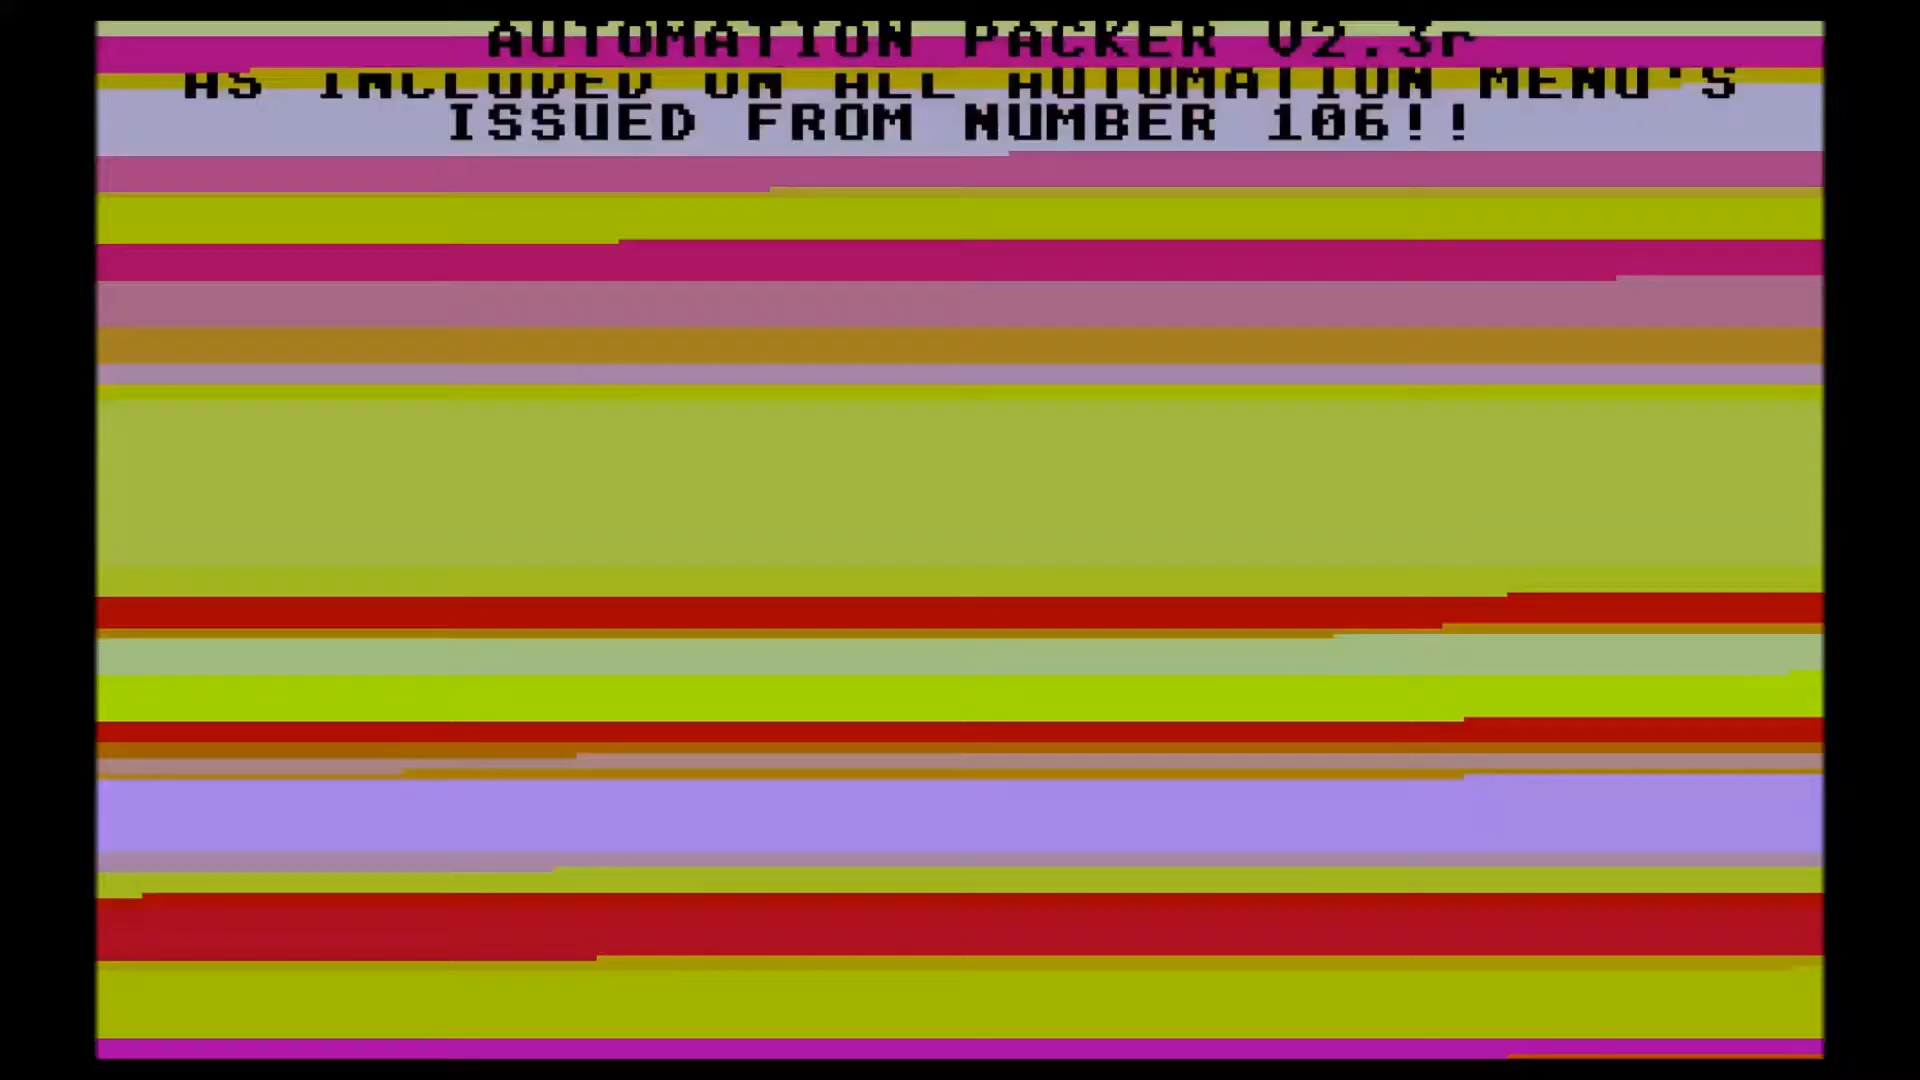 AUTOMATION PACKER V2.3r
AS INCLUDED ON ALL AUTOMATION MENU'S
ISSUED FROM NUMBER 106!!